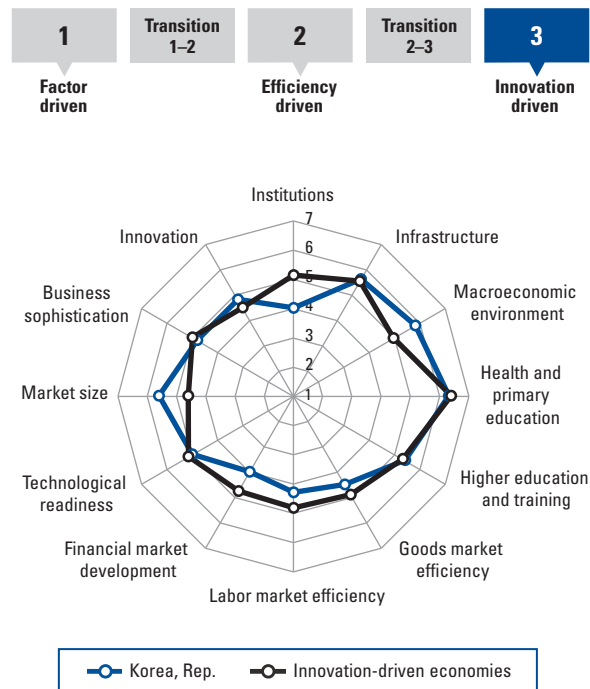 1
Transition
1–2
2
Transition
2–3
3
Factor
driven
Efficiency
driven
Innovation
driven
Institutions
7
Innovation
Infrastructure
6
5
Business
sophistication
Macroeconomic
environment
4
3
2
Market size
1
Health and
primary
education
Technological
readiness
Higher education
and training
Financial market
development
Goods market
efficiency
Labor market efficiency
Korea, Rep.
Innovation-driven economies